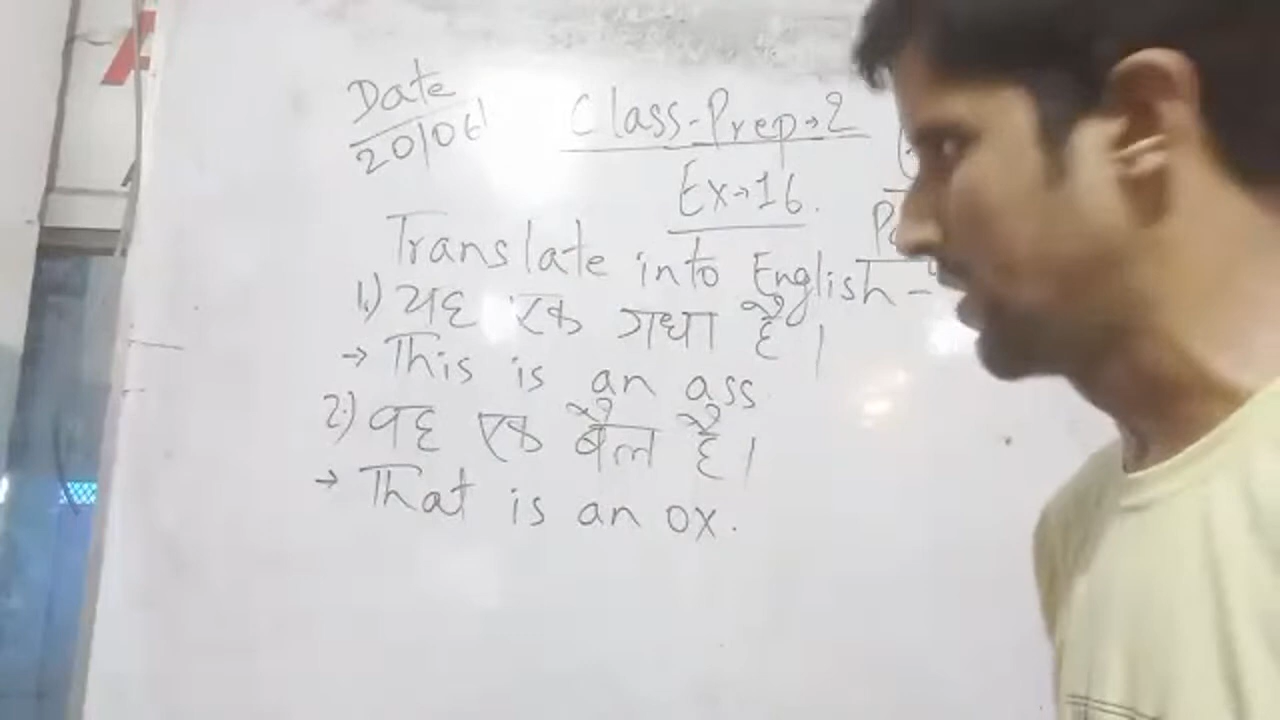 Date
20/06/
Class-Prep→2
Ex→16.
Translate into English -
1.) यह एक गधा है।
→ This is an ass.
2.) वह एक बैल है।
→ That is an ox.